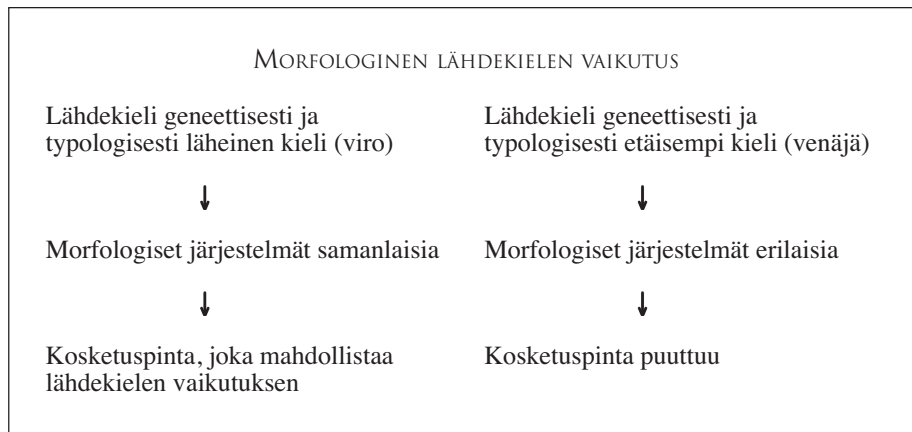 MORFOLOGINEN LÄHDEKIELEN VAIKUTUS
Lähdekieli geneettisesti ja
typologisesti läheinen kieli (viro)
↓
Morfologiset järjestelmät samanlaisia
↓
Kosketuspinta, joka mahdollistaa
lähdekielen vaikutuksen
Lähdekieli geneettisesti ja
typologisesti etäisempi kieli (venäjä)
↓
Morfologiset järjestelmät erilaisia
↓
Kosketuspinta puuttuu